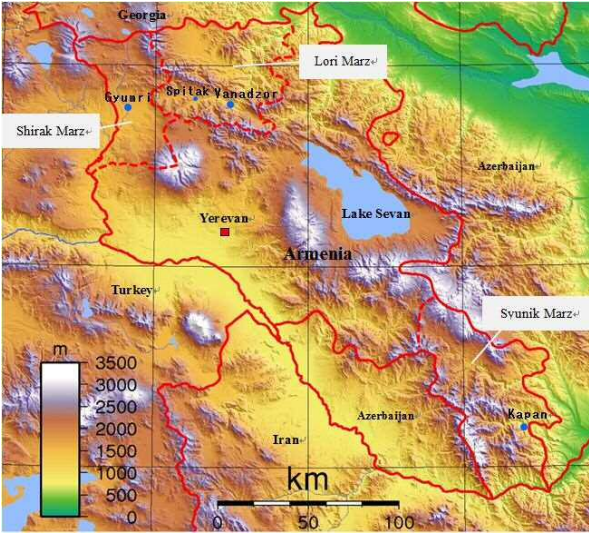 Georgia
Lori Marz
Gyumri
Spitak
Vanadzor
Shirak Marz
Azerbaijan
Yerevan
Lake Sevan
Armenia
Turkey
Syunik Marz
m
3500
3000
2500
2000
1500
1000
500
0
Kapan
Azerbaijan
Iran
km
0 50 100